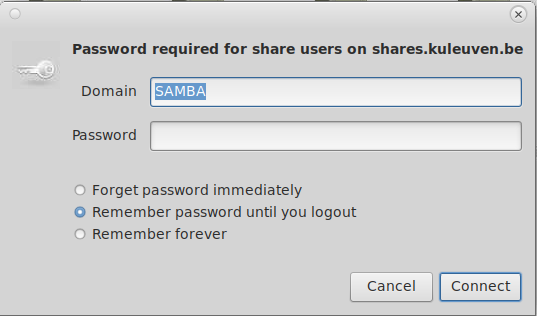 Password required for share users on shares.kuleuven.be
Domain SAMBA
Password
Forget password immediately
Remember password until you logout
Remember forever
Cancel Connect